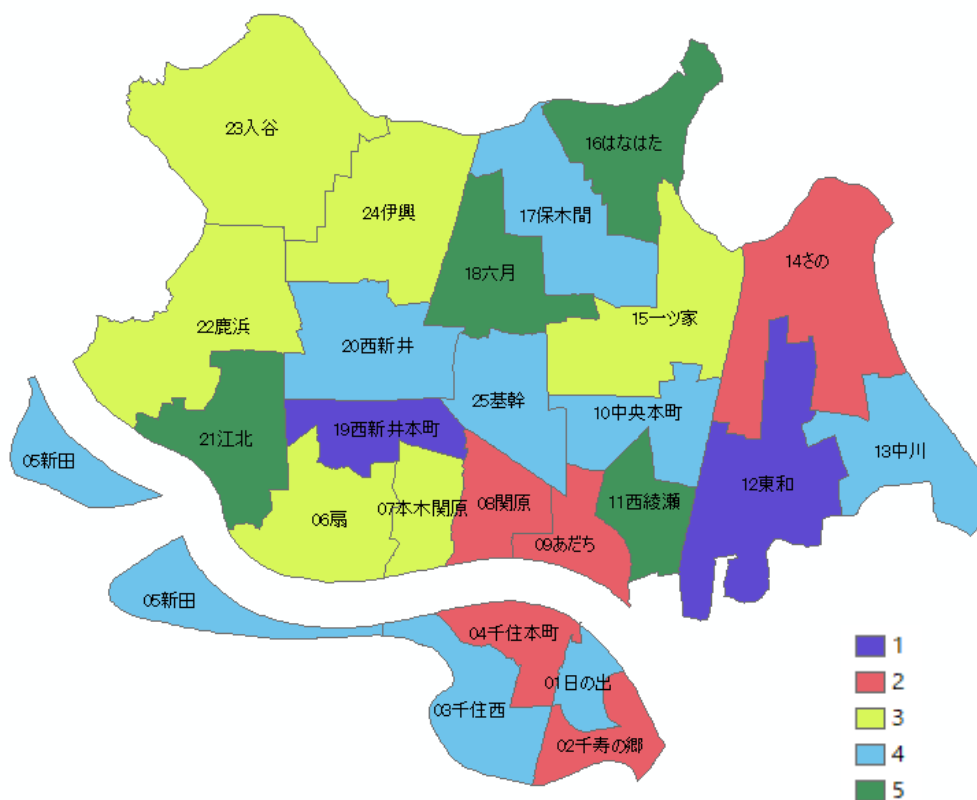 23入谷
16はなはた
24伊興
17保木間
14さの
18六月
22鹿浜
15一ツ家
20西新井
25基幹
10中央本町
19西新井本町
21江北
13中川
05新田
12東和
08関原
11西綾瀬
07本木関原
06扇
09あだち
05新田
04千住本町
01日の出
03千住西
02千寿の郷
1
2
3
4
5